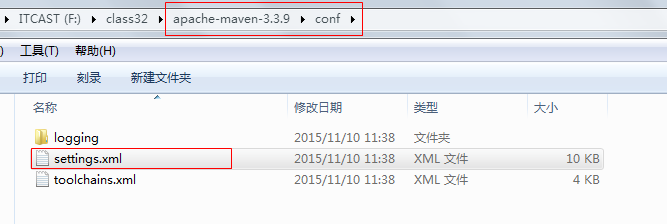 ITCAST (F:) ▸ class32 ▸ apache-maven-3.3.9 ▸ conf ▸
工具(T) 帮助(H)
打印 刻录 新建文件夹
名称 修改日期 类型 大小
logging 2015/11/10 11:38 文件夹
settings.xml 2015/11/10 11:38 XML 文件 10 KB
toolchains.xml 2015/11/10 11:38 XML 文件 4 KB